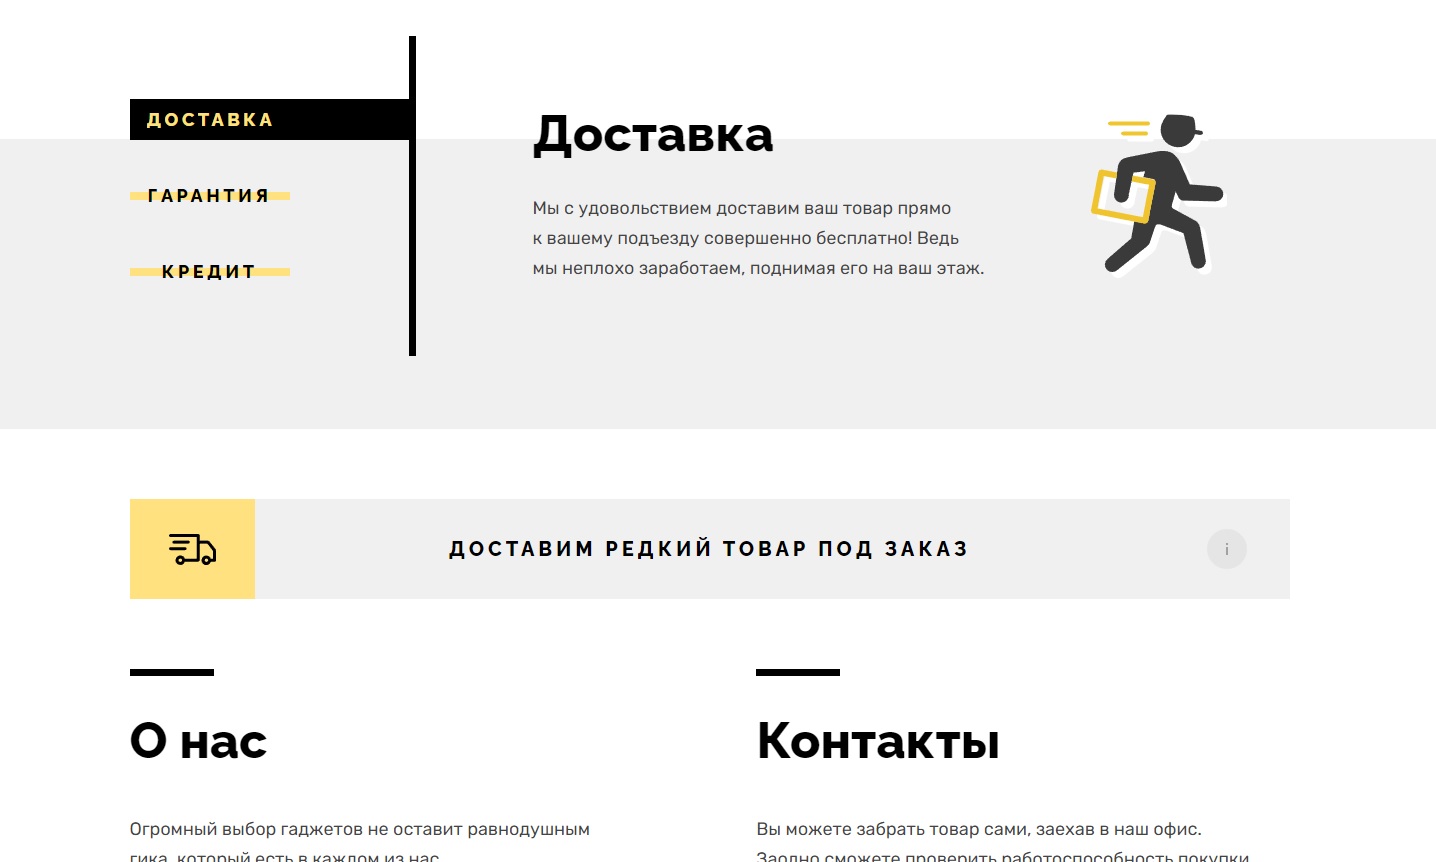 ДОСТАВКА
ГАРАНТИЯ
КРЕДИТ
Доставка
Мы с удовольствием доставим ваш товар прямо
к вашему подъезду совершенно бесплатно! Ведь
мы неплохо заработаем, поднимая его на ваш этаж.
ДОСТАВИМ РЕДКИЙ ТОВАР ПОД ЗАКАЗ
i
О нас
Огромный выбор гаджетов не оставит равнодушным
гика, который есть в каждом из нас.
Контакты
Вы можете забрать товар сами, заехав в наш офис.
Заодно сможете проверить работоспособность покупки.